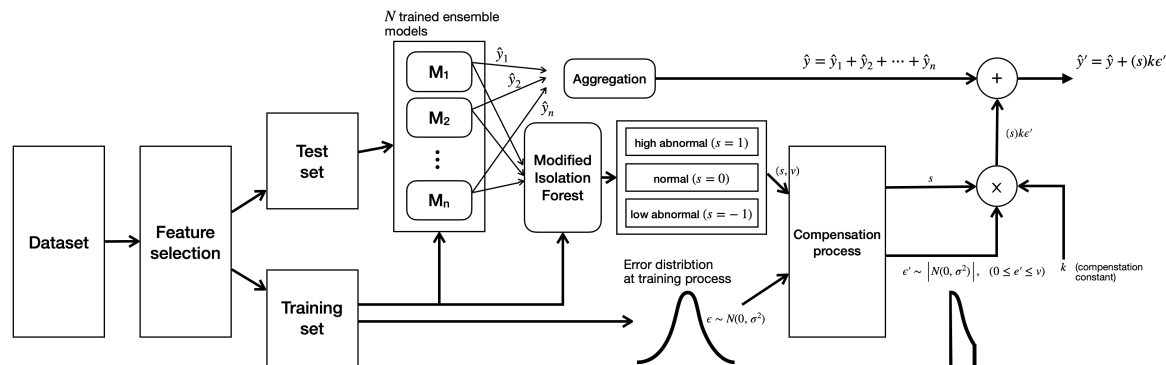 N trained ensemble
models
M₁
M₂
⋮
Mₙ
ŷ₁
ŷ₂
ŷₙ
Aggregation
ŷ = ŷ₁ + ŷ₂ + ⋯ + ŷₙ
+
ŷ′ = ŷ + (s)kϵ′
(s)kϵ′
Dataset
Feature
selection
Test
set
Training
set
Modified
Isolation
Forest
high abnormal (s = 1)
normal (s = 0)
low abnormal (s = − 1)
(s, v)
Compensation
process
s
×
k (compenstation
constant)
ϵ′ ∼ |N(0, σ²)|, (0 ≤ e′ ≤ v)
Error distribtion
at training process
ϵ ∼ N(0, σ²)